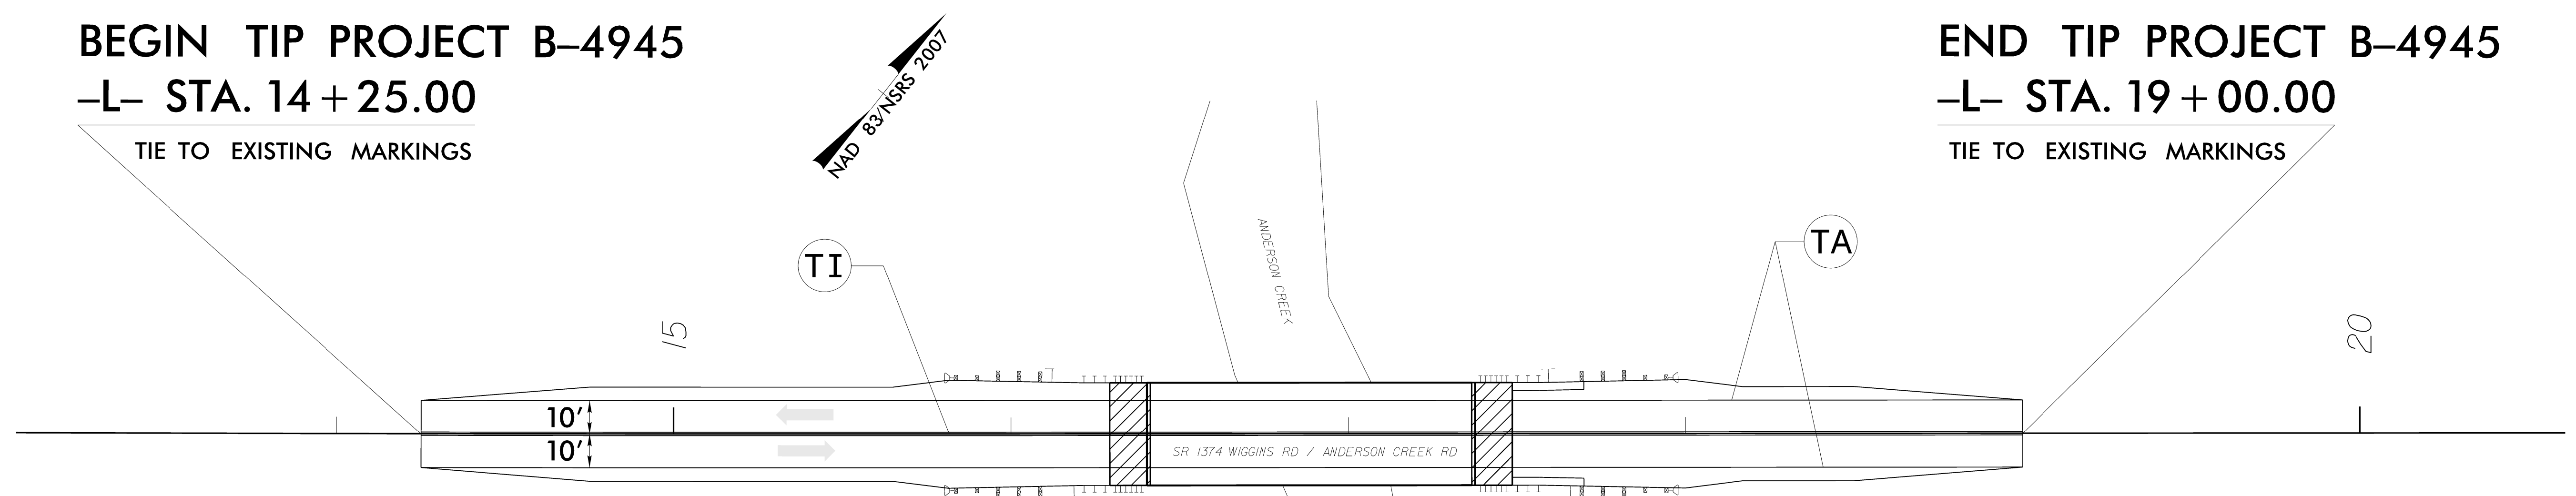 BEGIN TIP PROJECT B-4945
-L- STA. 14+25.00
TIE TO EXISTING MARKINGS
NAD 83/NSRS 2007
END TIP PROJECT B-4945
-L- STA. 19+00.00
TIE TO EXISTING MARKINGS
TI
ANDERSON CREEK
TA
15
20
10'
10'
SR 1374 WIGGINS RD / ANDERSON CREEK RD